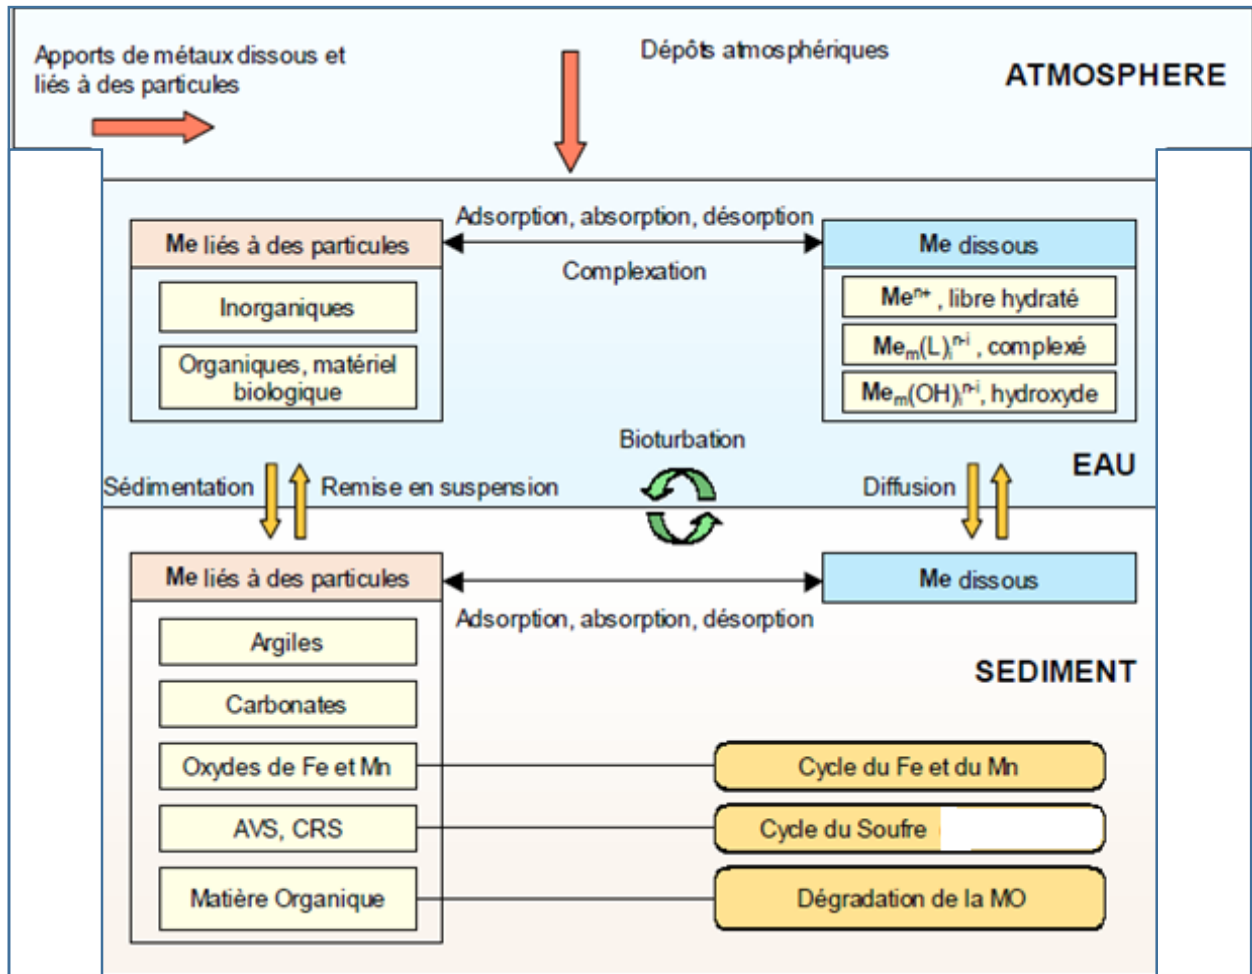 Apports de métaux dissous et
liés à des particules
Dépôts atmosphériques
ATMOSPHERE
Me liés à des particules
Inorganiques
Organiques, matériel
biologique
Adsorption, absorption, désorption
Complexation
Me dissous
Meⁿ⁺ , libre hydraté
Meₘ(L)ᵢⁿ⁻ⁱ , complexé
Meₘ(OH)ᵢⁿ⁻ⁱ, hydroxyde
Bioturbation
EAU
Sédimentation
Remise en suspension
Diffusion
Me liés à des particules
Argiles
Carbonates
Oxydes de Fe et Mn
AVS, CRS
Matière Organique
Adsorption, absorption, désorption
Me dissous
SEDIMENT
Cycle du Fe et du Mn
Cycle du Soufre
Dégradation de la MO